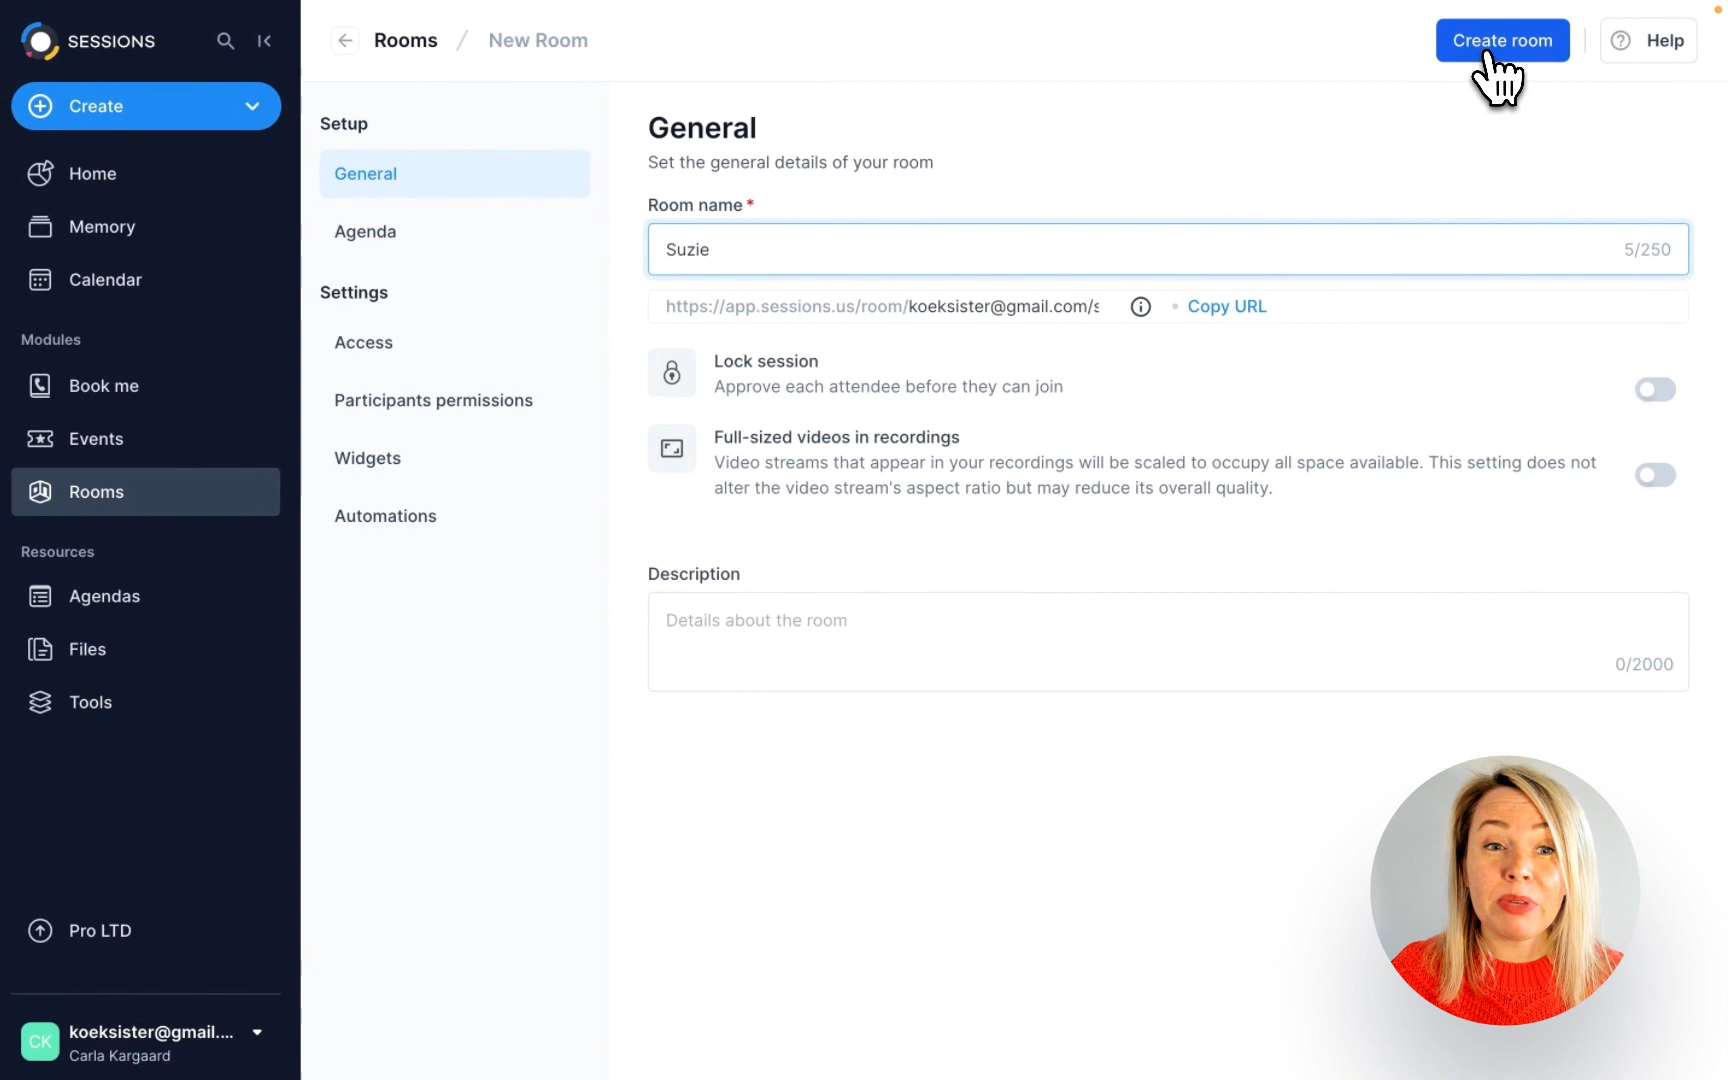 SESSIONS
Create
Home
Memory
Calendar
Modules
Book me
Events
Rooms
Resources
Agendas
Files
Tools
Pro LTD
CK
koeksister@gmail....
Carla Kargaard
Rooms / New Room
Create room
Help
Setup
General
Agenda
Settings
Access
Participants permissions
Widgets
Automations
General
Set the general details of your room
Room name *
Suzie
5/250
https://app.sessions.us/room/koeksister@gmail.com/s
Copy URL
Lock session
Approve each attendee before they can join
Full-sized videos in recordings
Video streams that appear in your recordings will be scaled to occupy all space available. This setting does not
alter the video stream's aspect ratio but may reduce its overall quality.
Description
Details about the room
0/2000